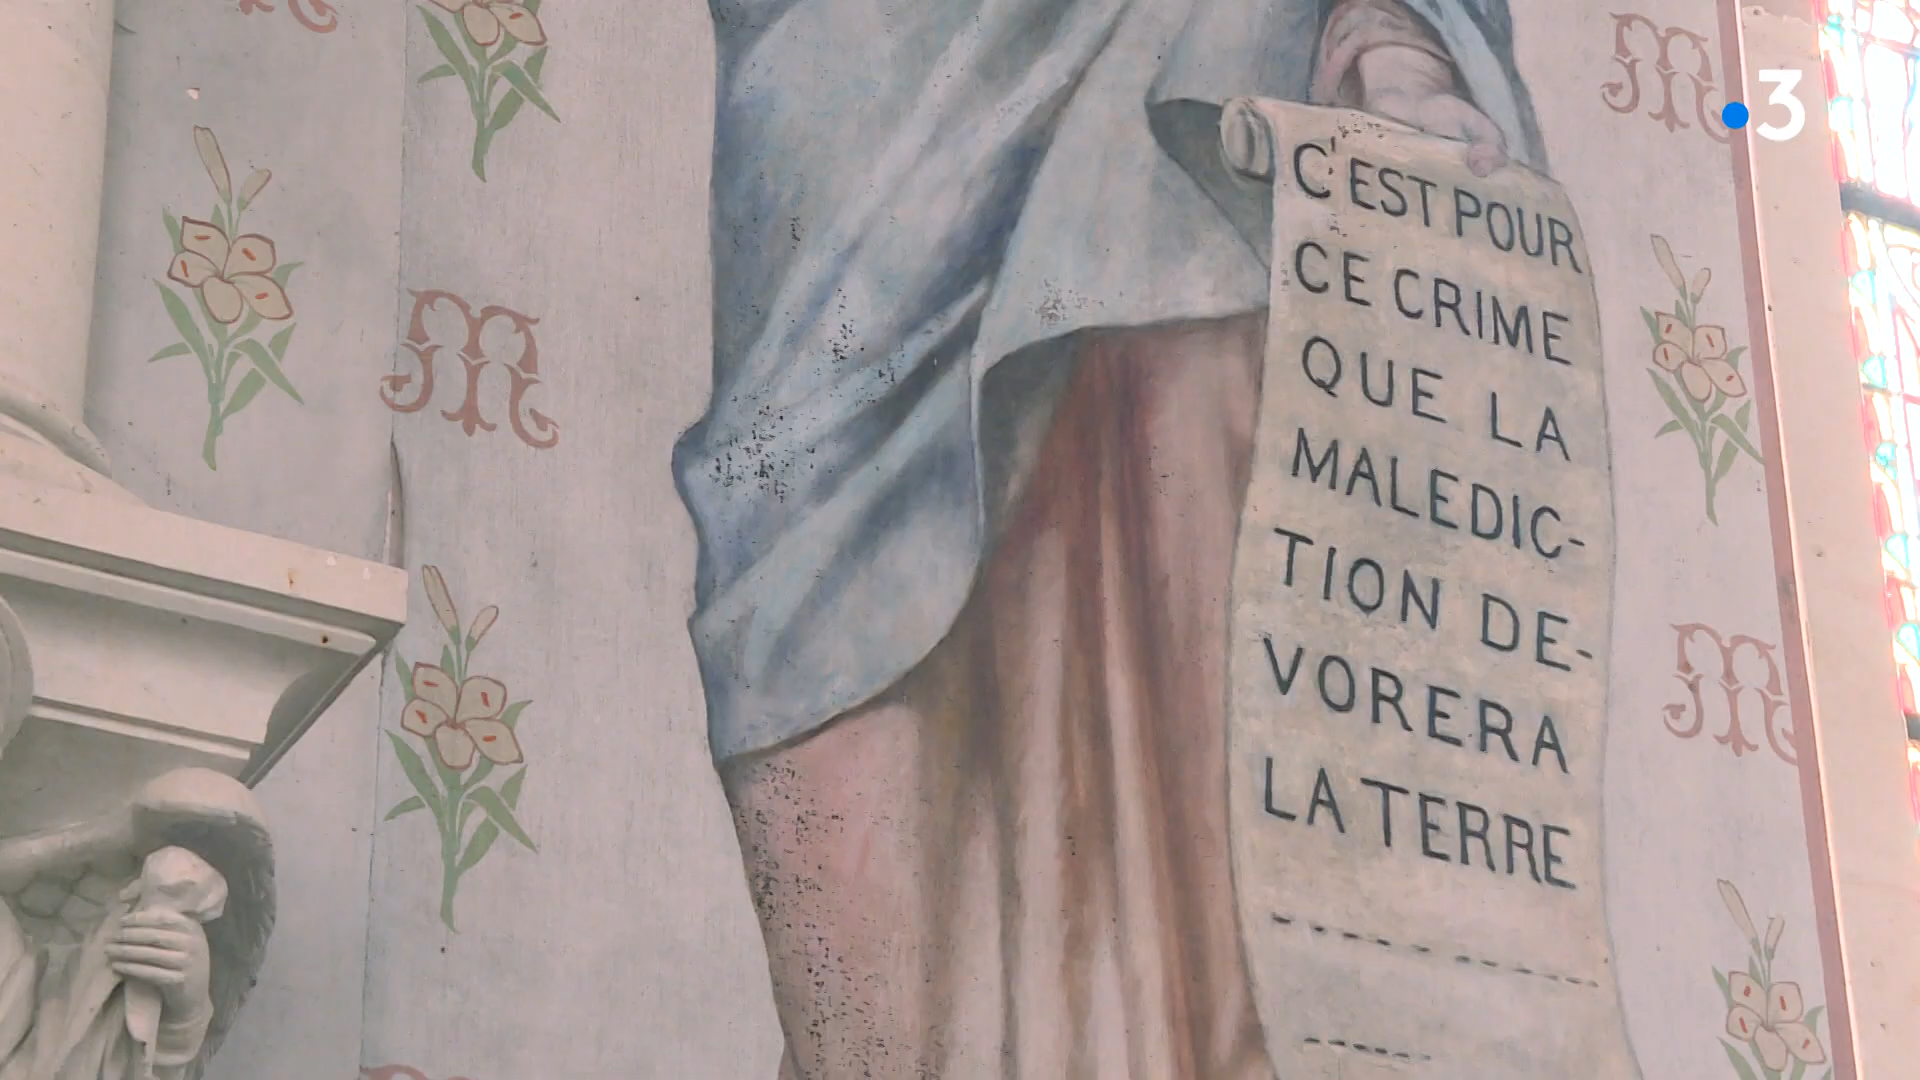 C'EST POUR
CE CRIME
QUE LA
MALEDIC-
TION DE-
VORERA
LA TERRE
3
M
M
M